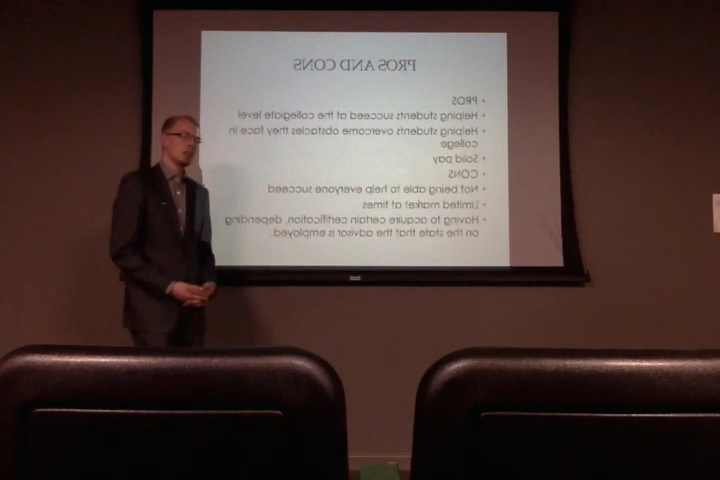 PROS AND CONS
• PROS
• Helping students succeed at the collegiate level
• Helping students overcome obstacles they face in
college
• Solid pay
• CONS
• Not being able to help everyone succeed
• Limited market at times
• Having to acquire certain certification, depending
on the state that the advisor is employed.